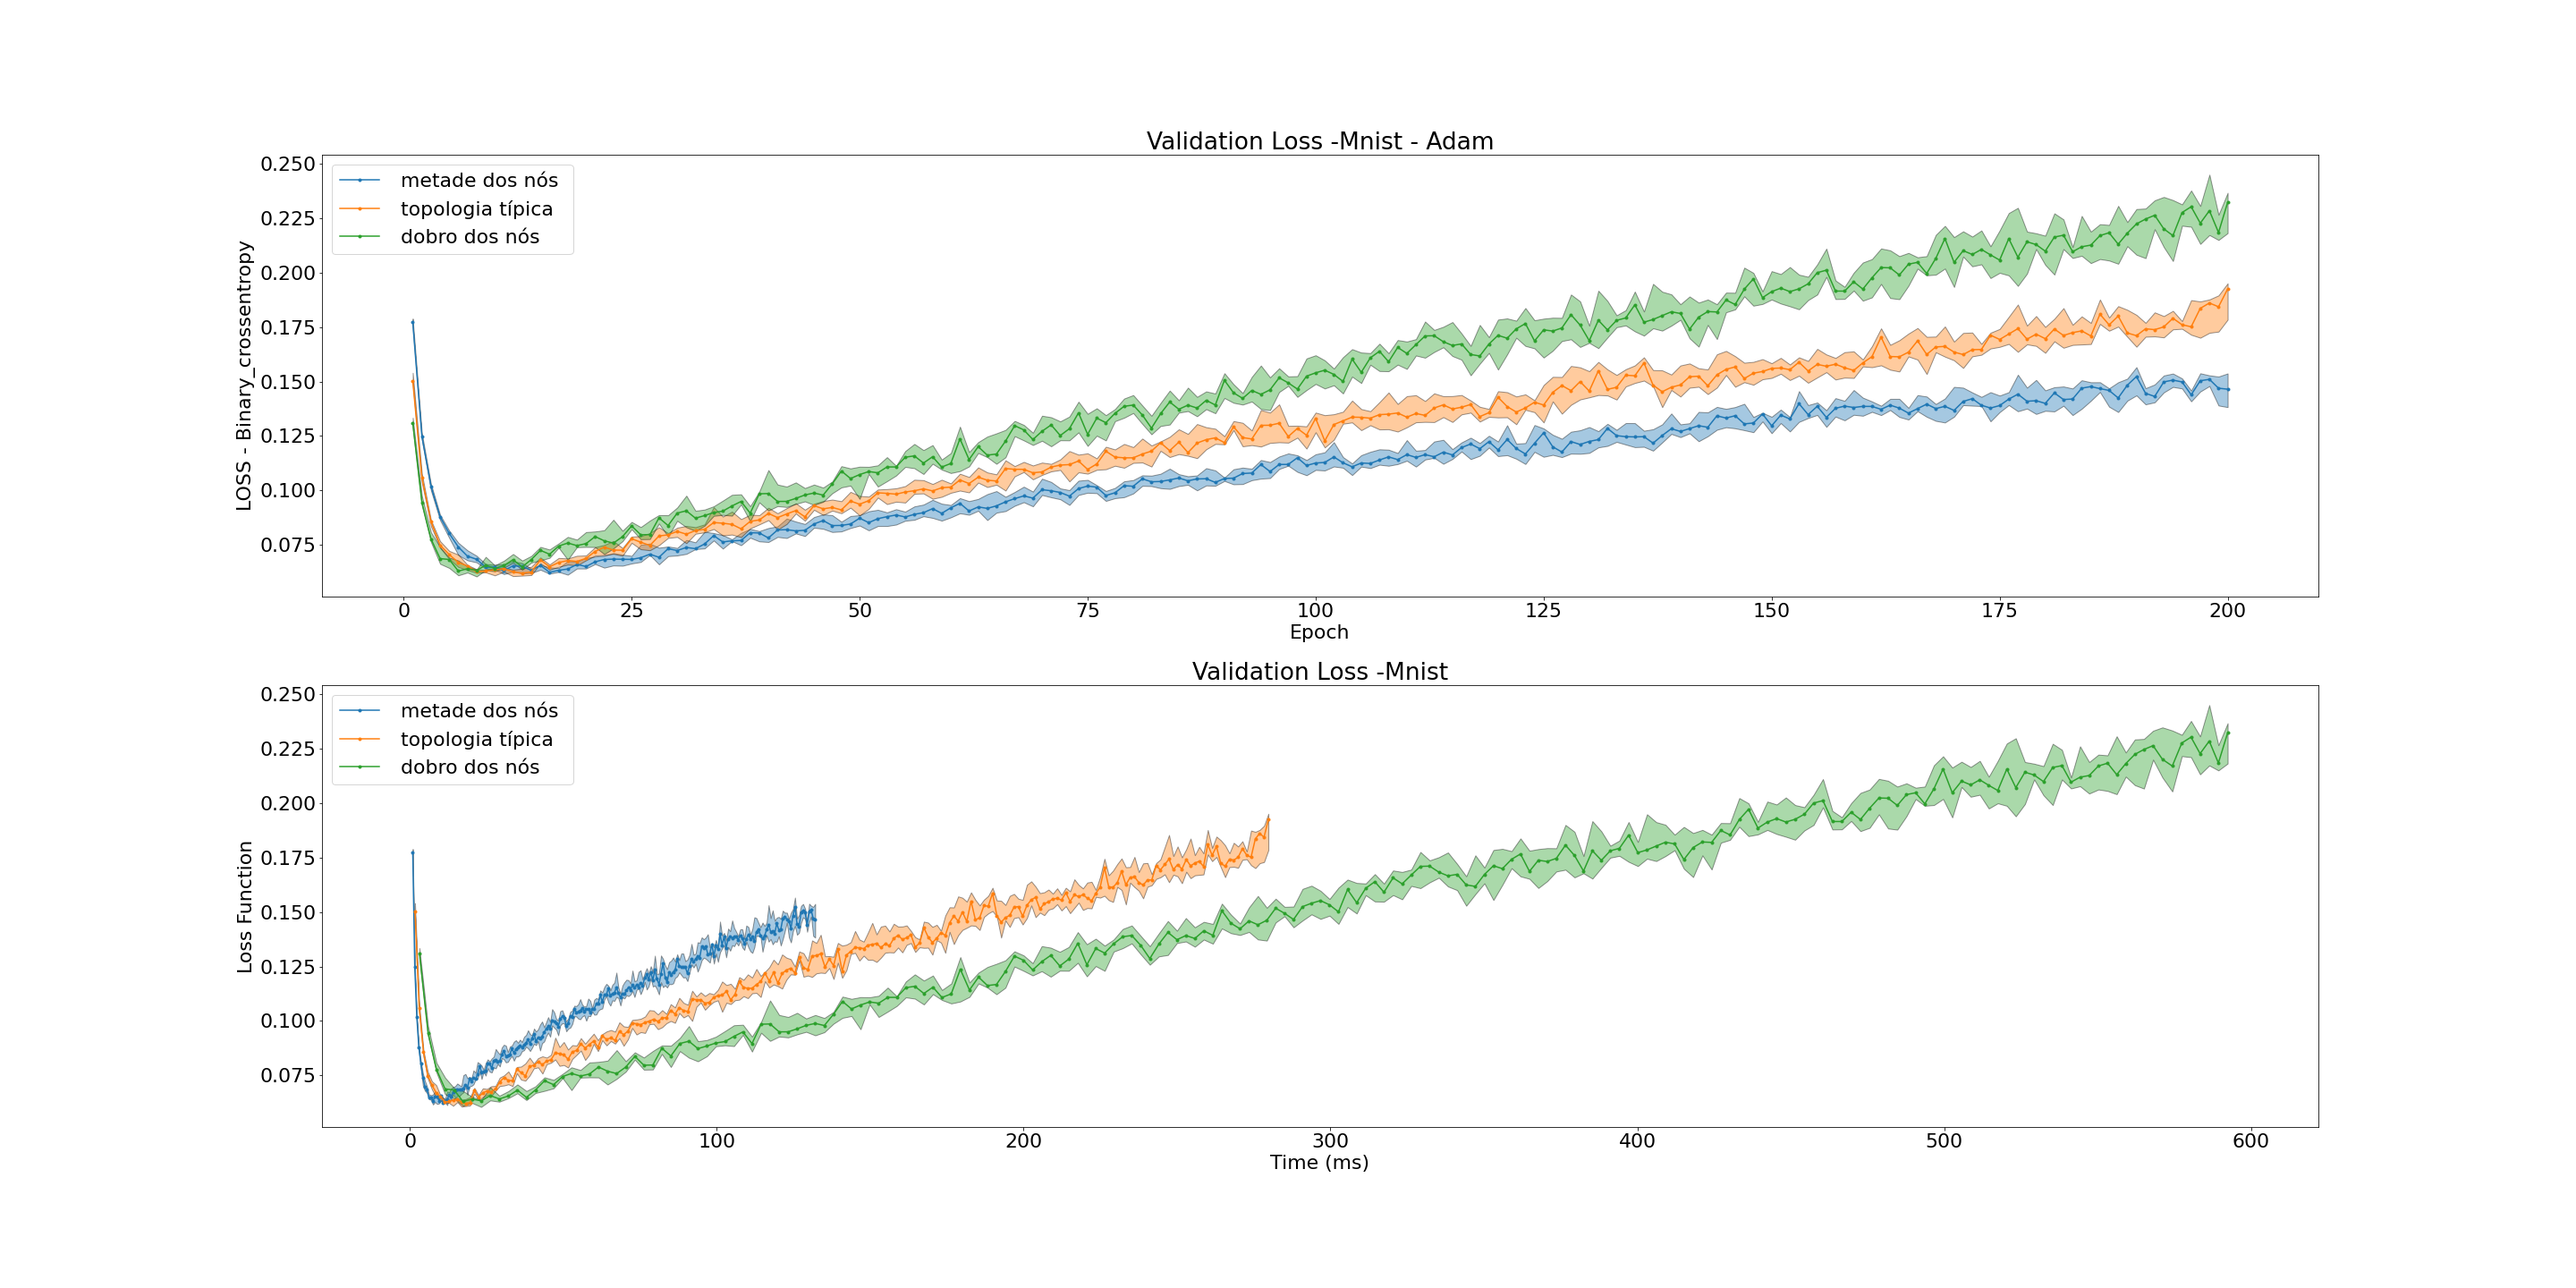 Validation Loss -Mnist - Adam
metade dos nós
topologia típica
dobro dos nós
LOSS - Binary_crossentropy
0.250
0.225
0.200
0.175
0.150
0.125
0.100
0.075
0 25 50 75 100 125 150 175 200
Epoch
Validation Loss -Mnist
metade dos nós
topologia típica
dobro dos nós
Loss Function
0.250
0.225
0.200
0.175
0.150
0.125
0.100
0.075
0 100 200 300 400 500 600
Time (ms)